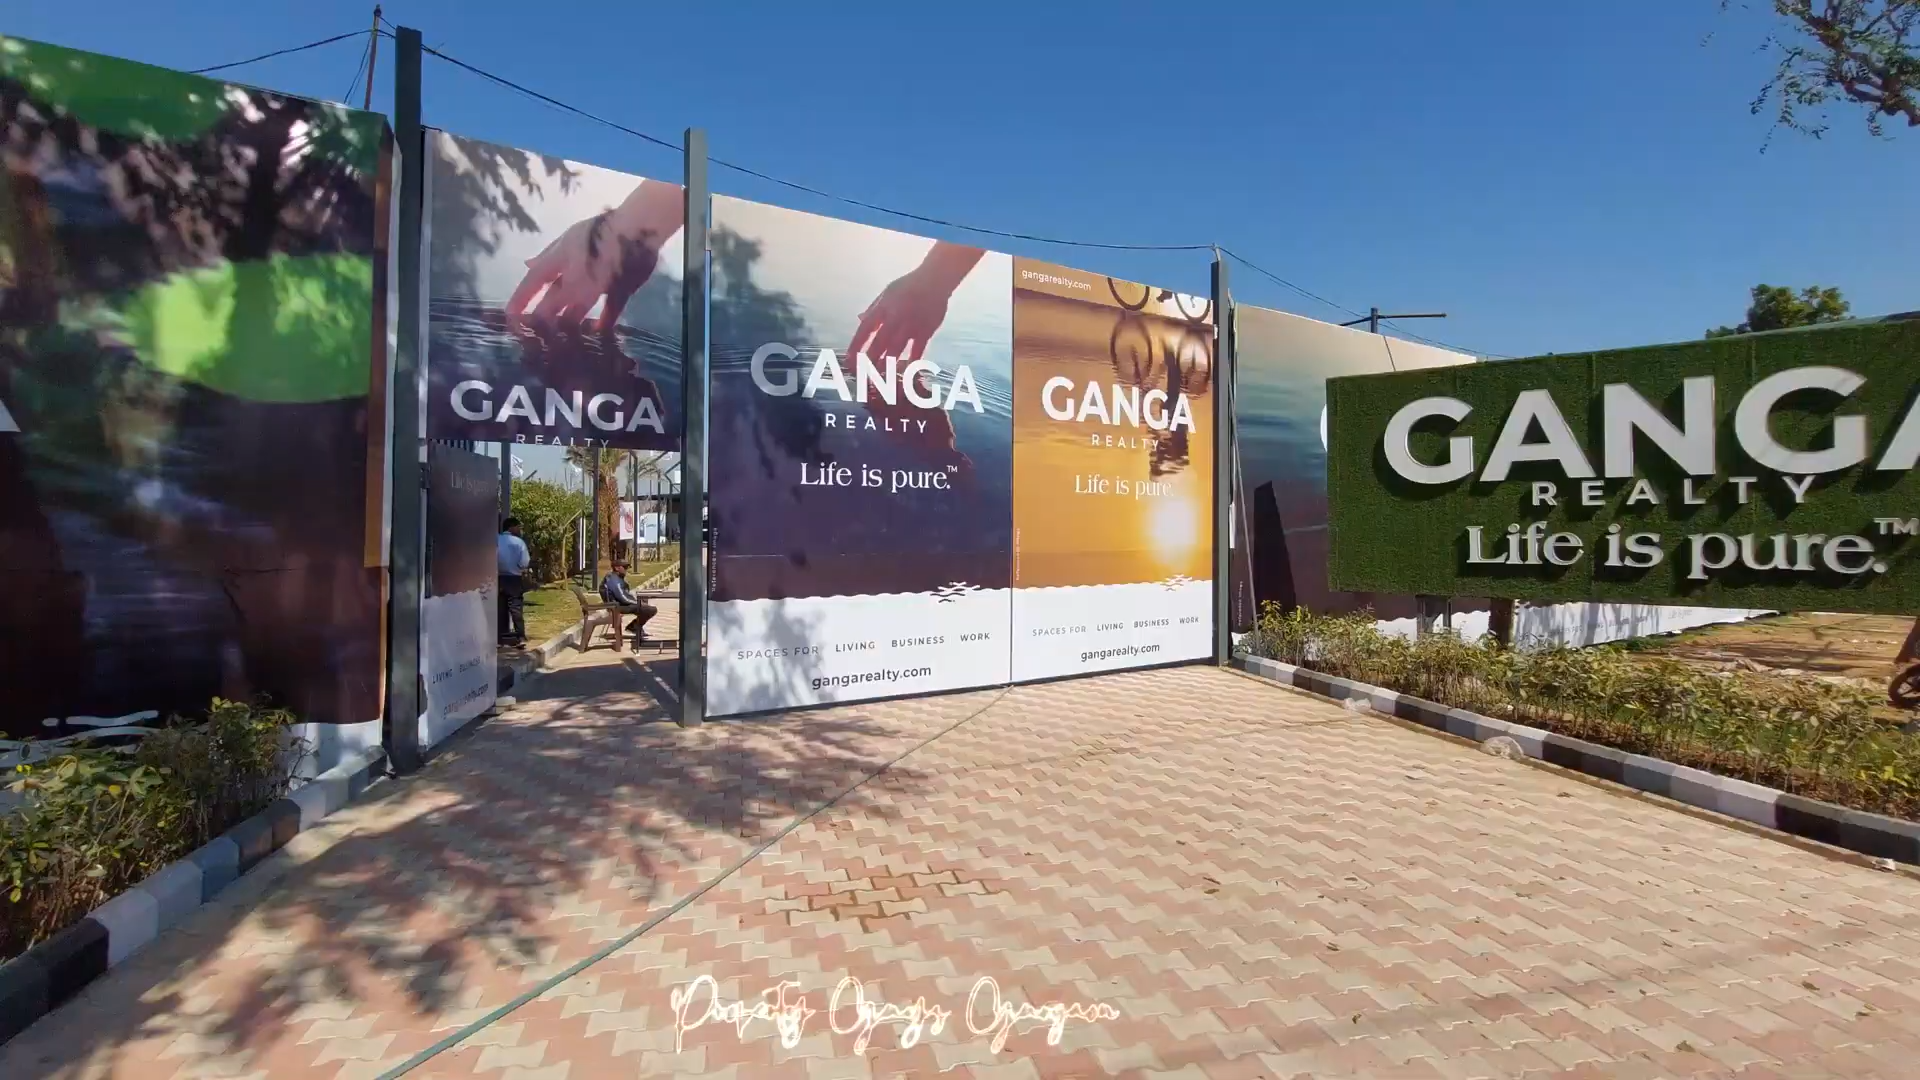 GANGA
REALTY
GANGA
REALTY
Life is pure.™
SPACES FOR LIVING BUSINESS WORK
gangarealty.com
gangarealty.com
GANGA
REALTY
Life is pure.
SPACES FOR LIVING BUSINESS WORK
gangarealty.com
GANGA
REALTY
Life is pure.™